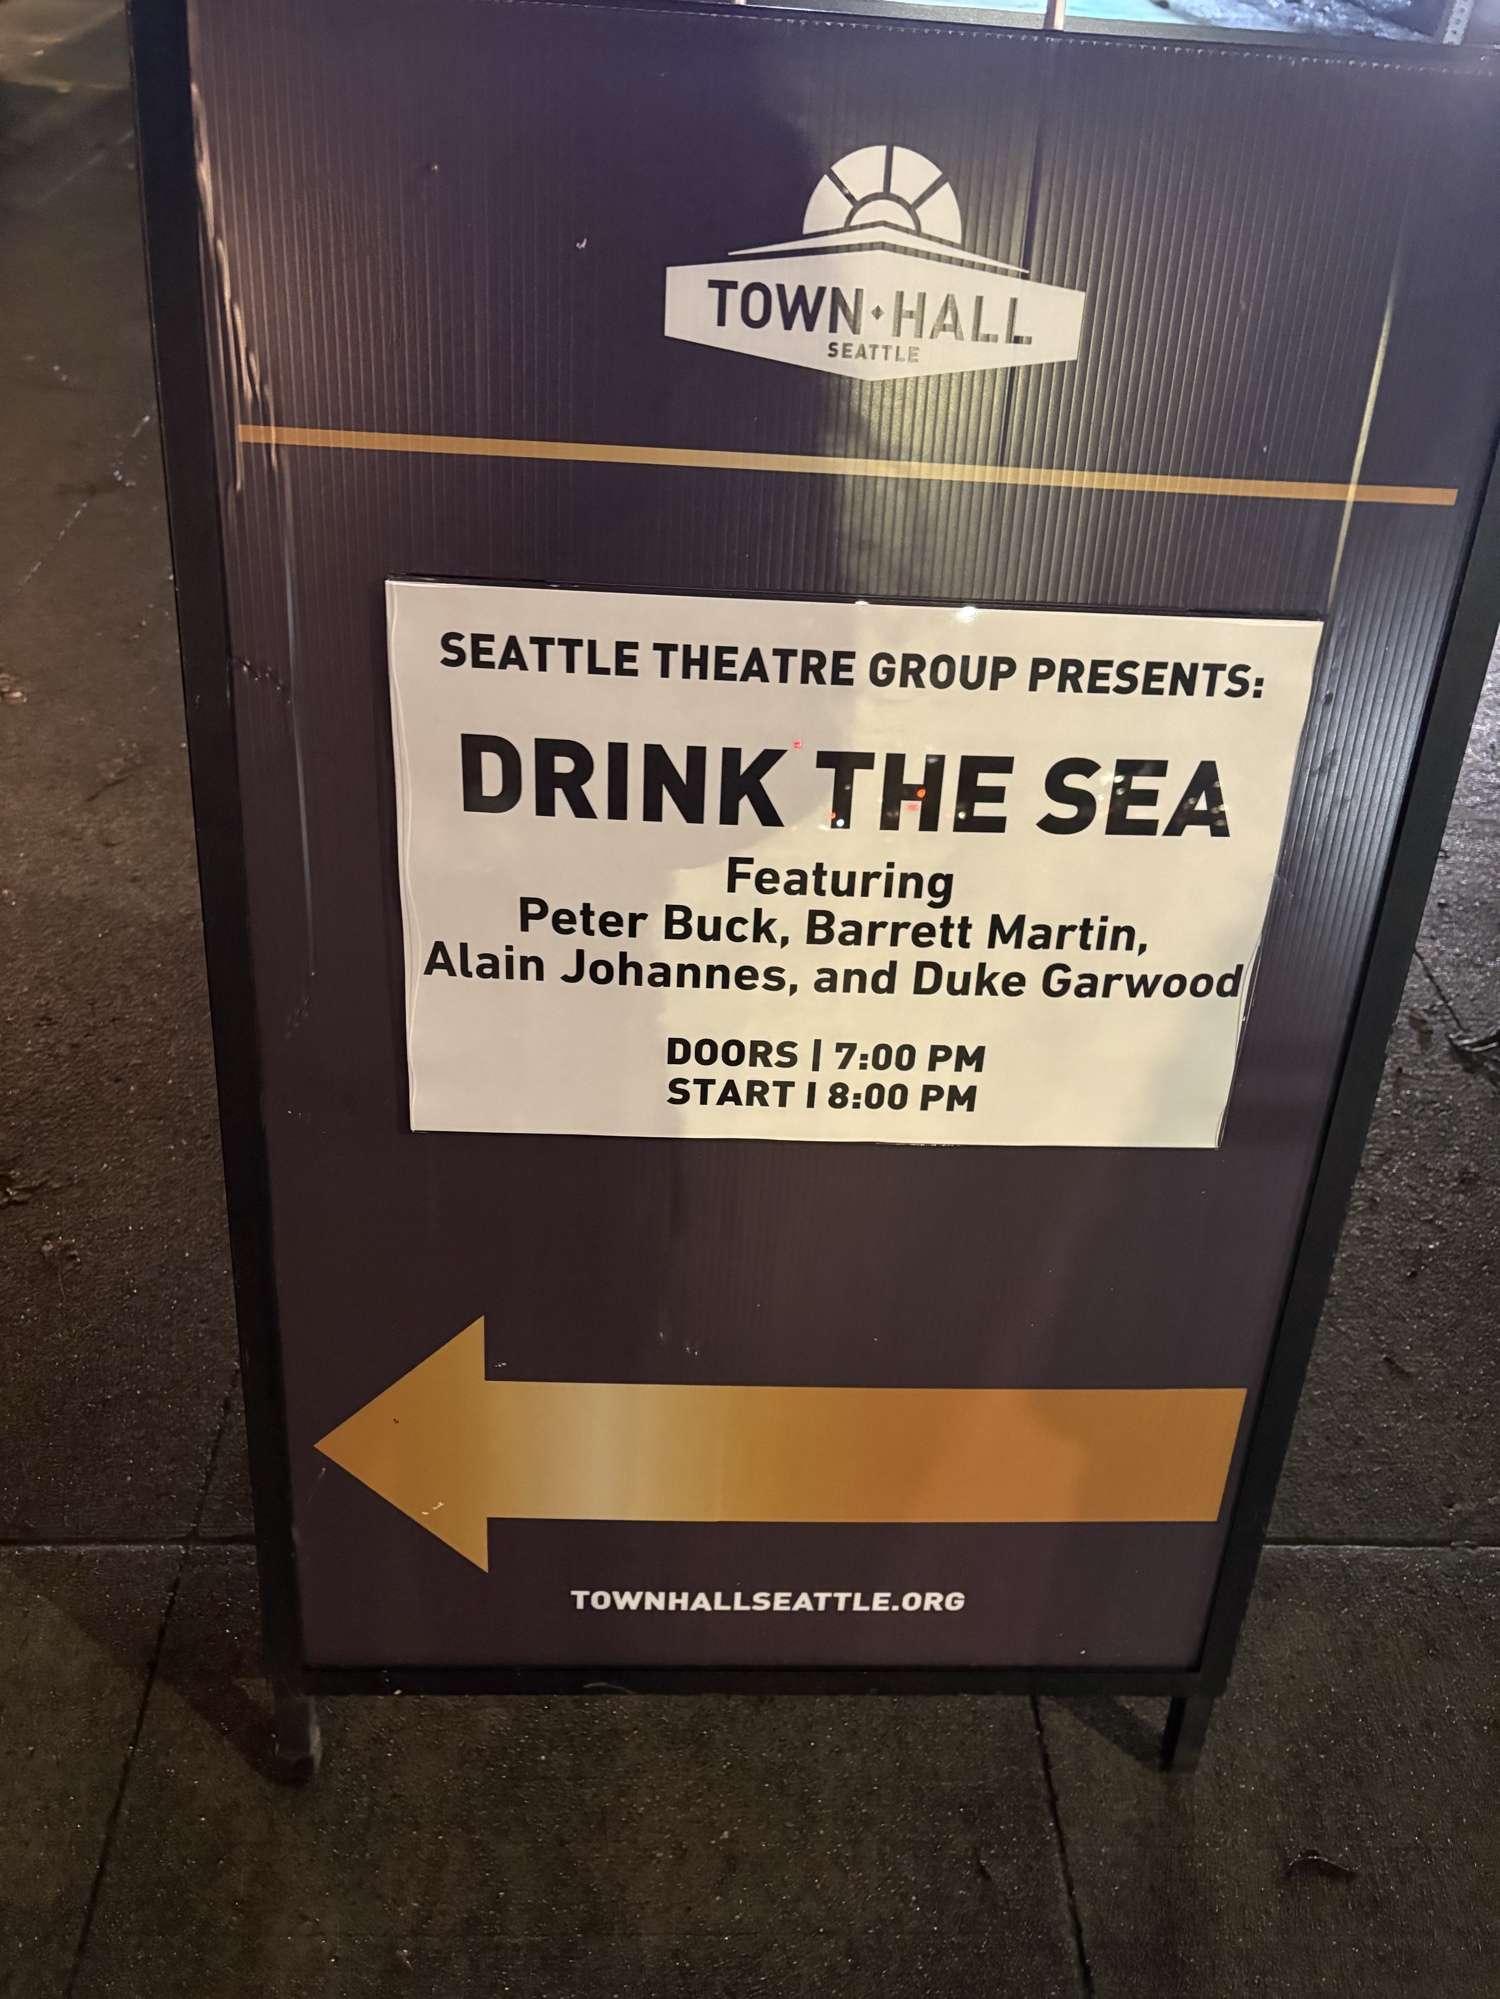 TOWN · HALL
SEATTLE
SEATTLE THEATRE GROUP PRESENTS:
DRINK THE SEA
Featuring
Peter Buck, Barrett Martin,
Alain Johannes, and Duke Garwood
DOORS | 7:00 PM
START | 8:00 PM
TOWNHALLSEATTLE.ORG